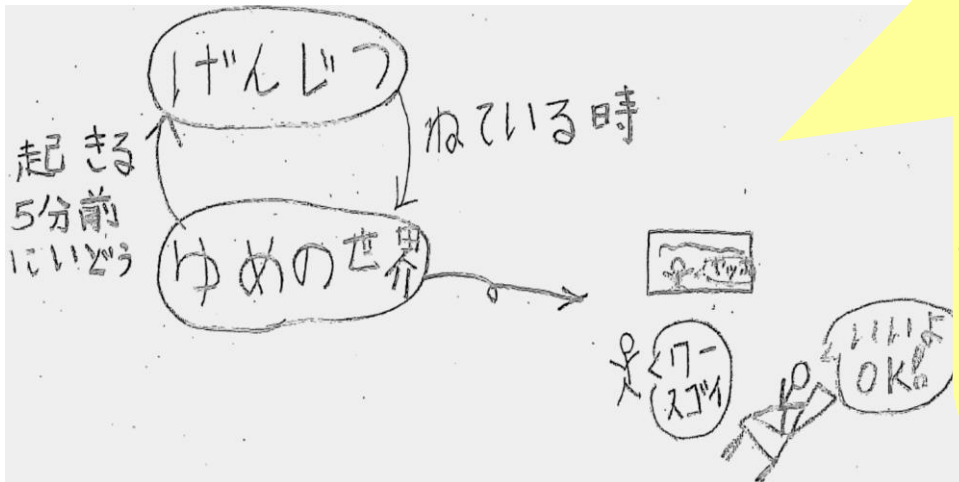 げんじつ
ねている時
起きる
5分前
にいどう
ゆめの世界
ワー
スゴイ
いいよ
OK!